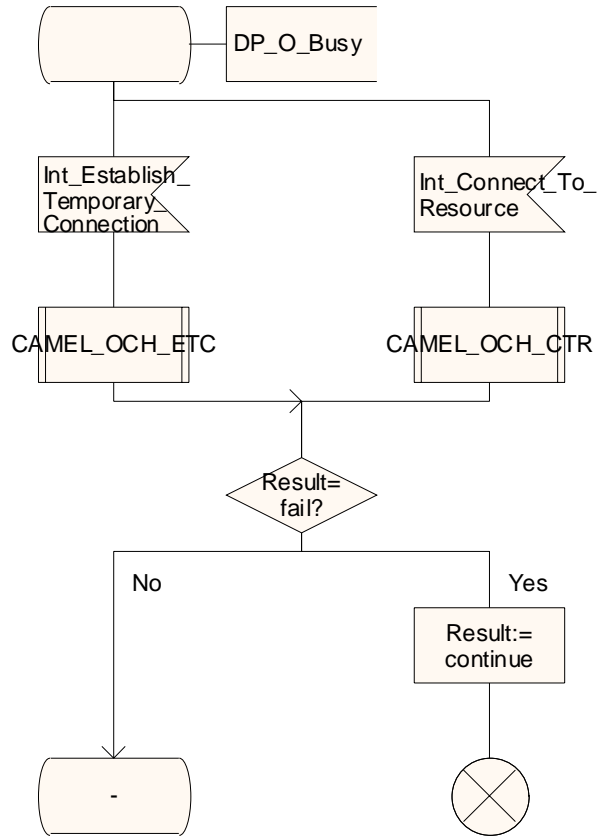 DP_O_Busy
Int_Establish_
Temporary_
Connection
Int_Connect_To_
Resource
CAMEL_OCH_ETC
CAMEL_OCH_CTR
Result=
fail?
No
Yes
Result:=
continue
-